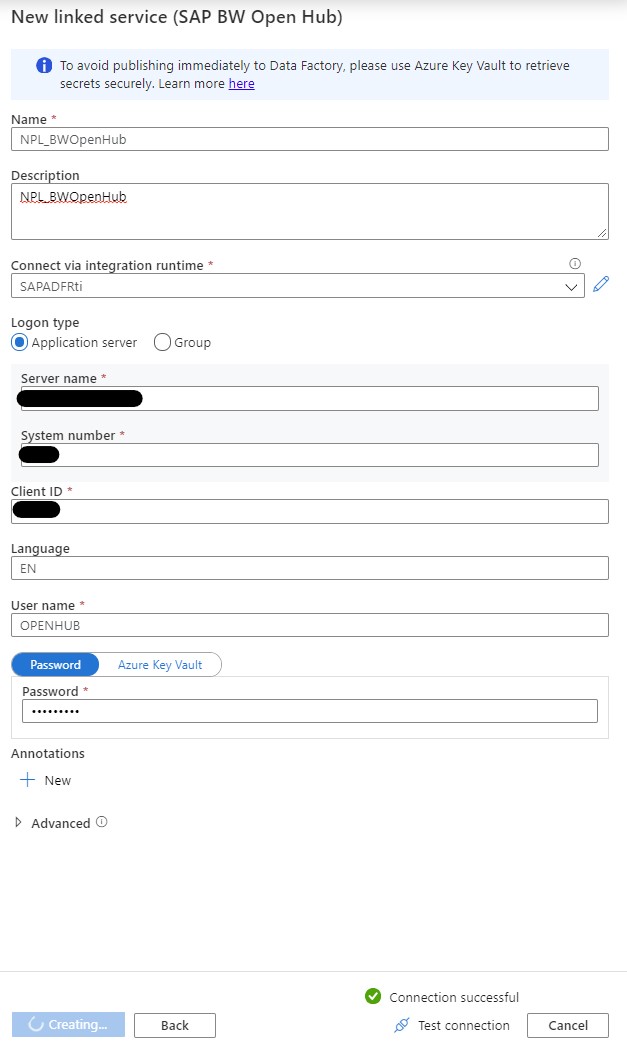 New linked service (SAP BW Open Hub)
To avoid publishing immediately to Data Factory, please use Azure Key Vault to retrieve
secrets securely. Learn more here
Name *
NPL_BWOpenHub
Description
NPL_BWOpenHub
Connect via integration runtime *
SAPADFRti
Logon type
Application server Group
Server name *
System number *
Client ID *
Language
EN
User name *
OPENHUB
Password Azure Key Vault
Password *
•••••••••
Annotations
New
Advanced
Connection successful
Creating... Back Test connection Cancel